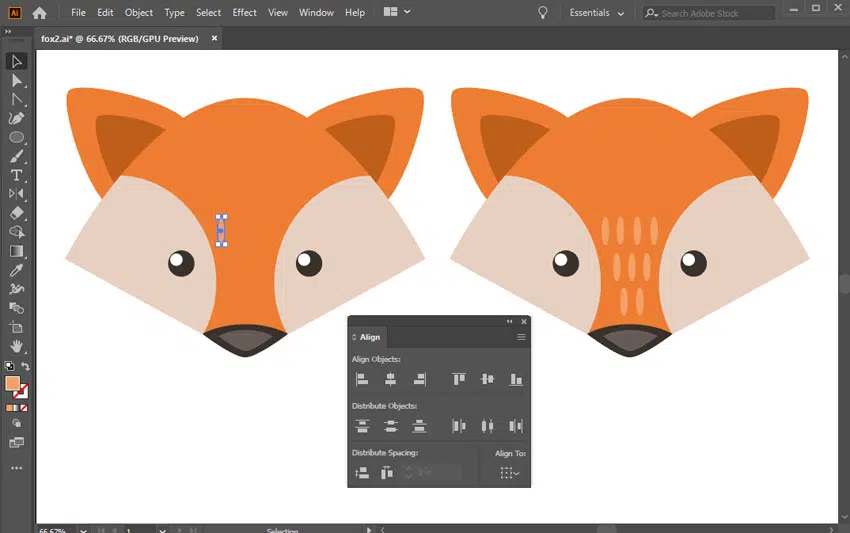 Ai File Edit Object Type Select Effect View Window Help Essentials Search Adobe Stock
fox2.ai* @ 66.67% (RGB/GPU Preview) ×
Align
Align Objects:
Distribute Objects:
Distribute Spacing: Align To:
66.67% 1 Selection